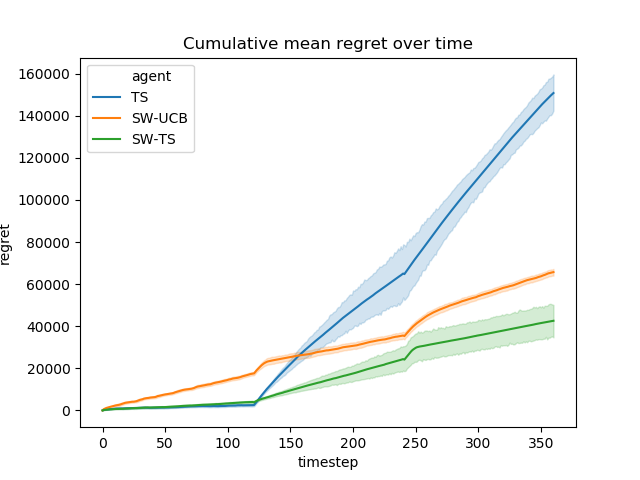 Cumulative mean regret over time
agent
TS
SW-UCB
SW-TS
160000
140000
120000
100000
80000
60000
40000
20000
0
regret
0 50 100 150 200 250 300 350
timestep